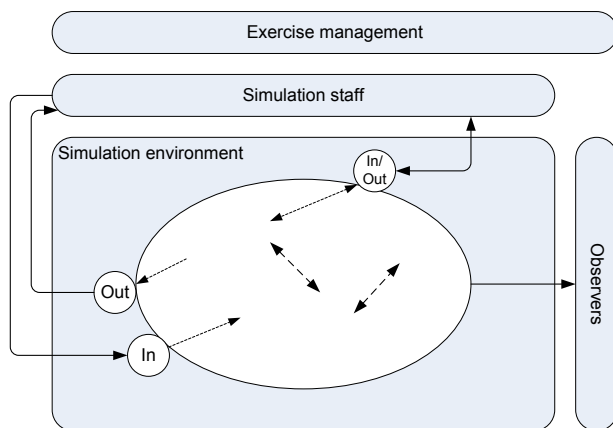 Exercise management
Simulation staff
Simulation environment
In/
Out
Out
In
Observers